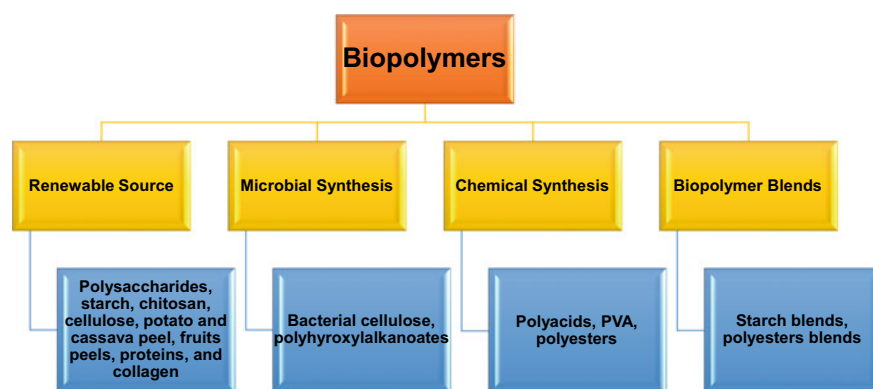 Biopolymers
Renewable Source
Microbial Synthesis
Chemical Synthesis
Biopolymer Blends
Polysaccharides,
starch, chitosan,
cellulose, potato and
cassava peel, fruits
peels, proteins, and
collagen
Bacterial cellulose,
polyhyroxylalkanoates
Polyacids, PVA,
polyesters
Starch blends,
polyesters blends